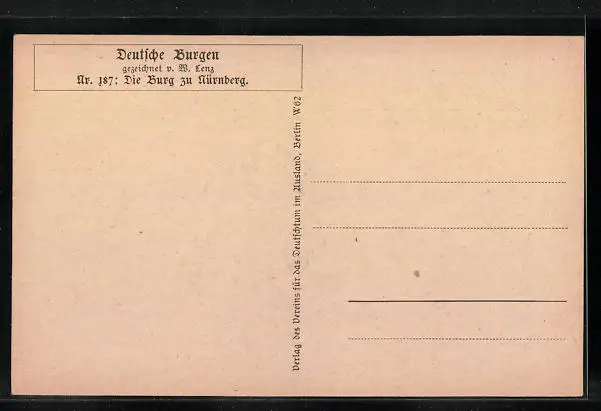 Deutsche Burgen
gezeichnet v. W. Lenz
Nr. 187: Die Burg zu Nürnberg.
Verlag des Vereins für das Deutschtum im Ausland, Berlin W 62